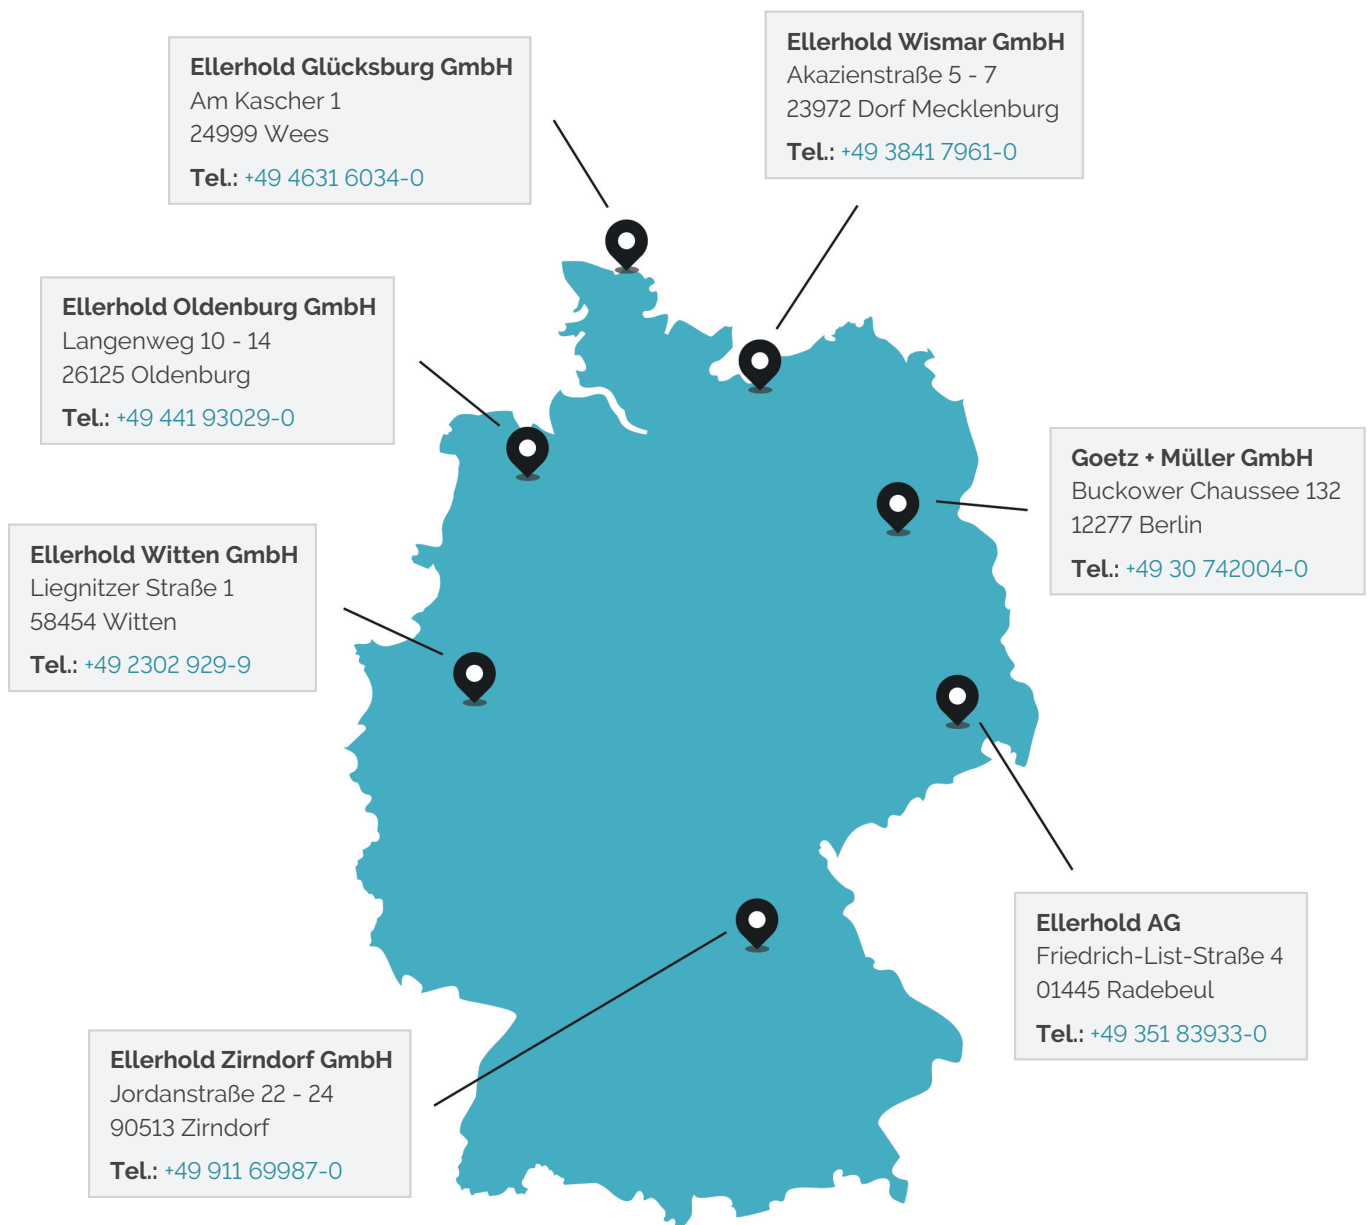 Ellerhold Glücksburg GmbH
Am Kascher 1
24999 Wees
Tel.: +49 4631 6034-0
Ellerhold Wismar GmbH
Akazienstraße 5 - 7
23972 Dorf Mecklenburg
Tel.: +49 3841 7961-0
Ellerhold Oldenburg GmbH
Langenweg 10 - 14
26125 Oldenburg
Tel.: +49 441 93029-0
Goetz + Müller GmbH
Buckower Chaussee 132
12277 Berlin
Tel.: +49 30 742004-0
Ellerhold Witten GmbH
Liegnitzer Straße 1
58454 Witten
Tel.: +49 2302 929-9
Ellerhold AG
Friedrich-List-Straße 4
01445 Radebeul
Tel.: +49 351 83933-0
Ellerhold Zirndorf GmbH
Jordanstraße 22 - 24
90513 Zirndorf
Tel.: +49 911 69987-0